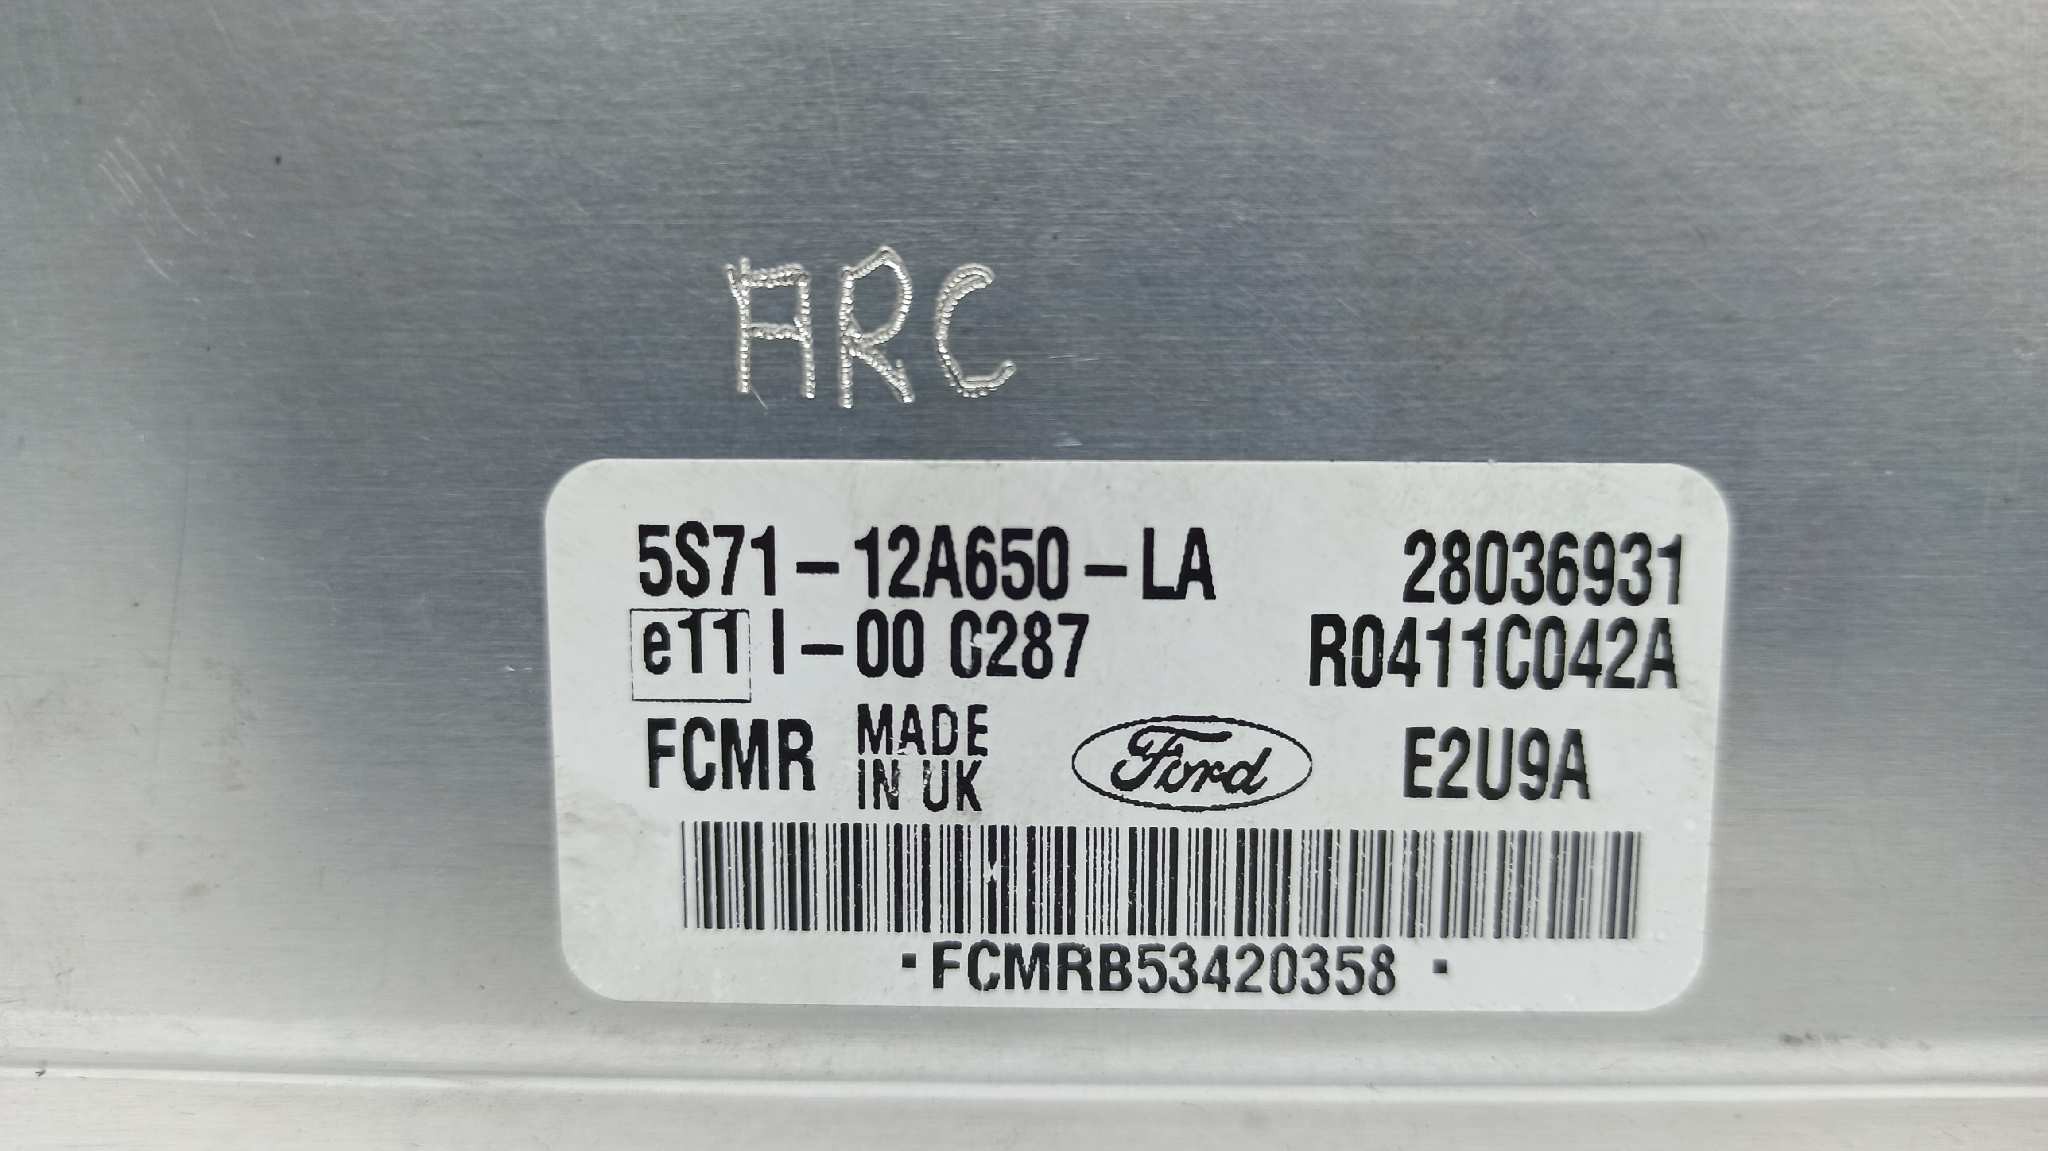 ARC
5S71-12A650-LA 28036931
e11 I-00 0287 R0411C042A
FCMR MADE IN UK Ford E2U9A
·FCMRB53420358 ·